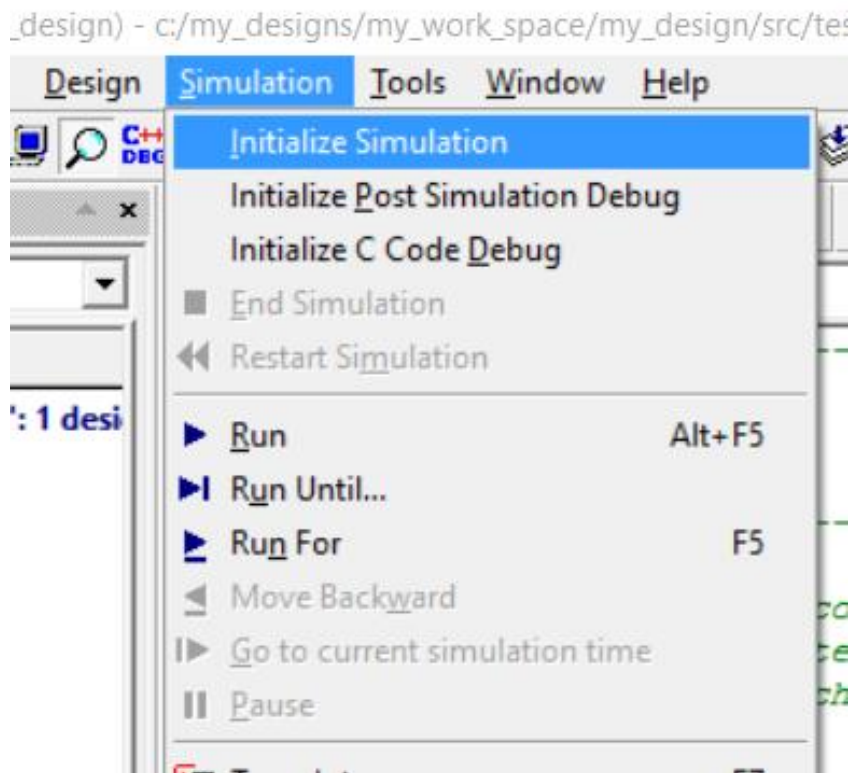 _design) - c:/my_designs/my_work_space/my_design/src/tes
Design Simulation Tools Window Help
C++ DBG
Initialize Simulation
Initialize Post Simulation Debug
Initialize C Code Debug
End Simulation
Restart Simulation
': 1 desi
Run Alt+F5
Run Until...
Run For F5
Move Backward
Go to current simulation time
Pause